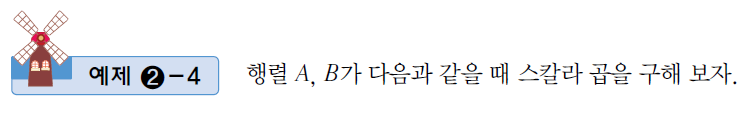 예제 ❷-4 행렬 A, B가 다음과 같을 때 스칼라 곱을 구해 보자.